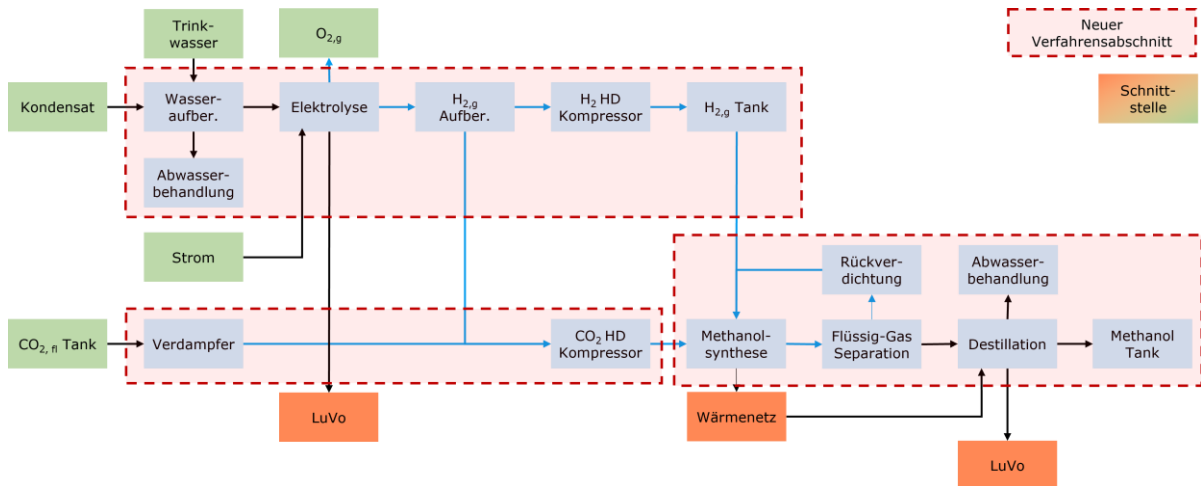 Trink-
wasser
O2,g
Neuer
Verfahrensabschnitt
Kondensat
Wasser-
aufber.
Elektrolyse
H2,g
Aufber.
H2 HD
Kompressor
H2,g Tank
Schnitt-
stelle
Abwasser-
behandlung
Strom
Rückver-
dichtung
Abwasser-
behandlung
CO2, fl Tank
Verdampfer
CO2 HD
Kompressor
Methanol-
synthese
Flüssig-Gas
Separation
Destillation
Methanol
Tank
LuVo
Wärmenetz
LuVo